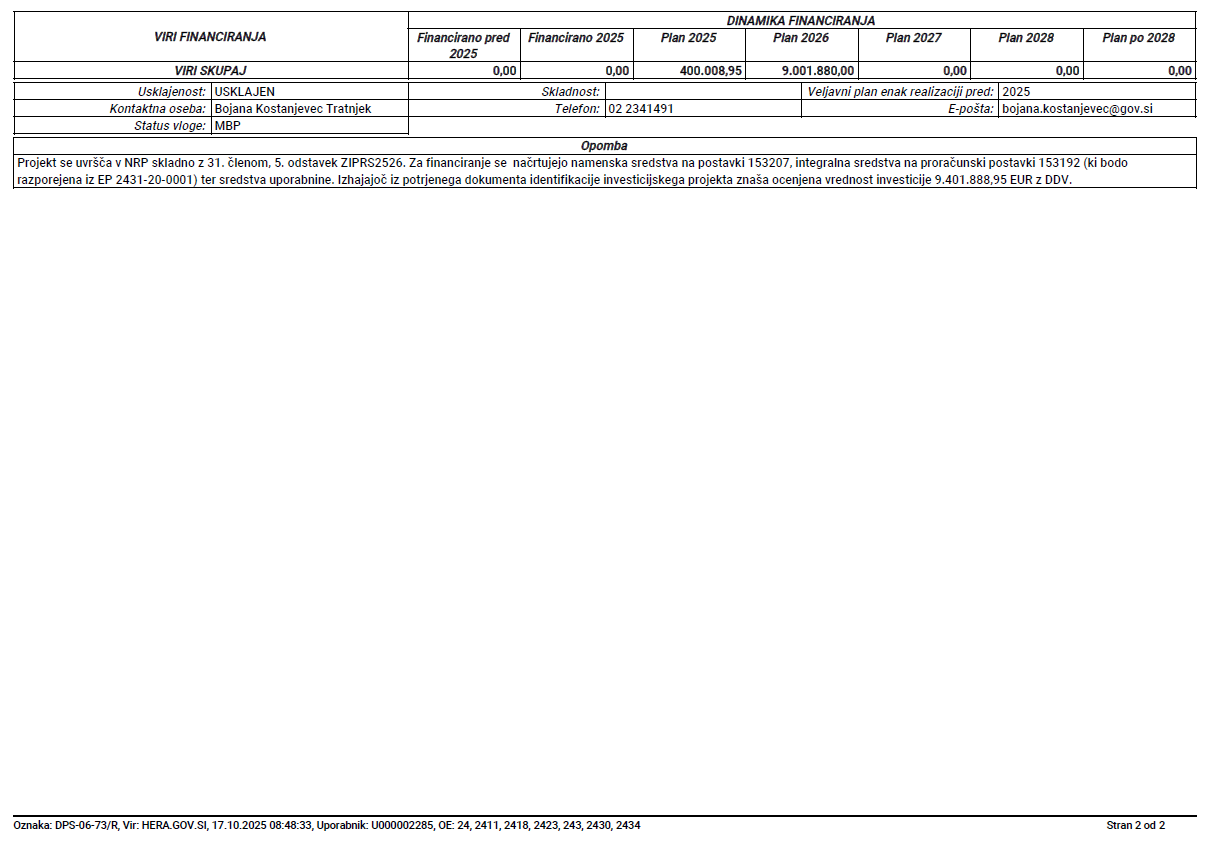 VIRI FINANCIRANJA
DINAMIKA FINANCIRANJA
Financirano pred 2025
Financirano 2025
Plan 2025
Plan 2026
Plan 2027
Plan 2028
Plan po 2028
VIRI SKUPAJ 0,00 0,00 400.008,95 9.001.880,00 0,00 0,00 0,00
Usklajenost: USKLAJEN Skladnost: Veljavni plan enak realizaciji pred: 2025
Kontaktna oseba: Bojana Kostanjevec Tratnjek Telefon: 02 2341491 E-pošta: bojana.kostanjevec@gov.si
Status vloge: MBP
Opomba
Projekt se uvršča v NRP skladno z 31. členom, 5. odstavek ZIPRS2526. Za financiranje se načrtujejo namenska sredstva na postavki 153207, integralna sredstva na proračunski postavki 153192 (ki bodo
razporejena iz EP 2431-20-0001) ter sredstva uporabnine. Izhajajoč iz potrjenega dokumenta identifikacije investicijskega projekta znaša ocenjena vrednost investicije 9.401.888,95 EUR z DDV.
Oznaka: DPS-06-73/R, Vir: HERA.GOV.SI, 17.10.2025 08:48:33, Uporabnik: U000002285, OE: 24, 2411, 2418, 2423, 243, 2430, 2434
Stran 2 od 2